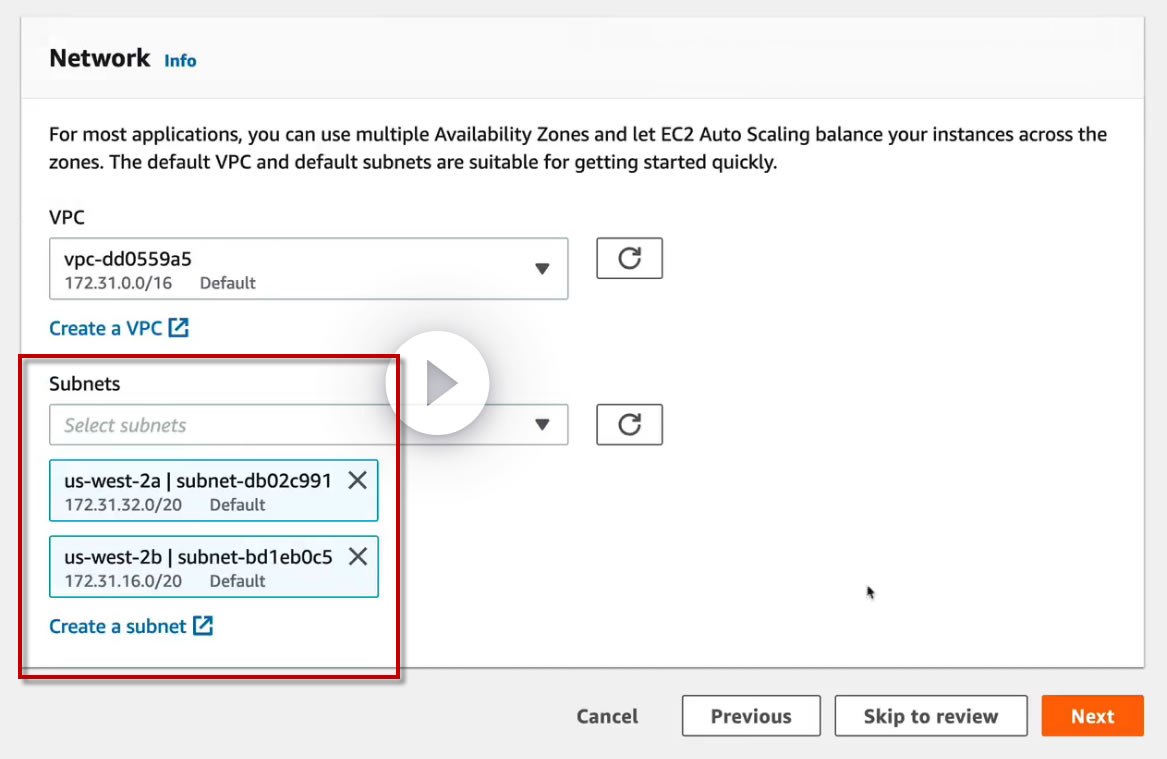 Network Info
For most applications, you can use multiple Availability Zones and let EC2 Auto Scaling balance your instances across the
zones. The default VPC and default subnets are suitable for getting started quickly.
VPC
vpc-dd0559a5
172.31.0.0/16 Default
Create a VPC
Subnets
Select subnets
us-west-2a | subnet-db02c991
172.31.32.0/20 Default
us-west-2b | subnet-bd1eb0c5
172.31.16.0/20 Default
Create a subnet
Cancel Previous Skip to review Next